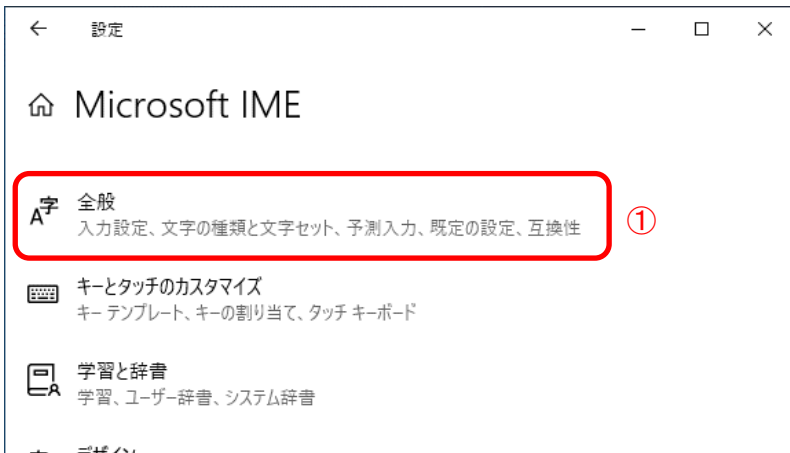 設定
Microsoft IME
全般
入力設定、文字の種類と文字セット、予測入力、既定の設定、互換性
①
キーとタッチのカスタマイズ
キー テンプレート、キーの割り当て、タッチ キーボード
学習と辞書
学習、ユーザー辞書、システム辞書
デザイン